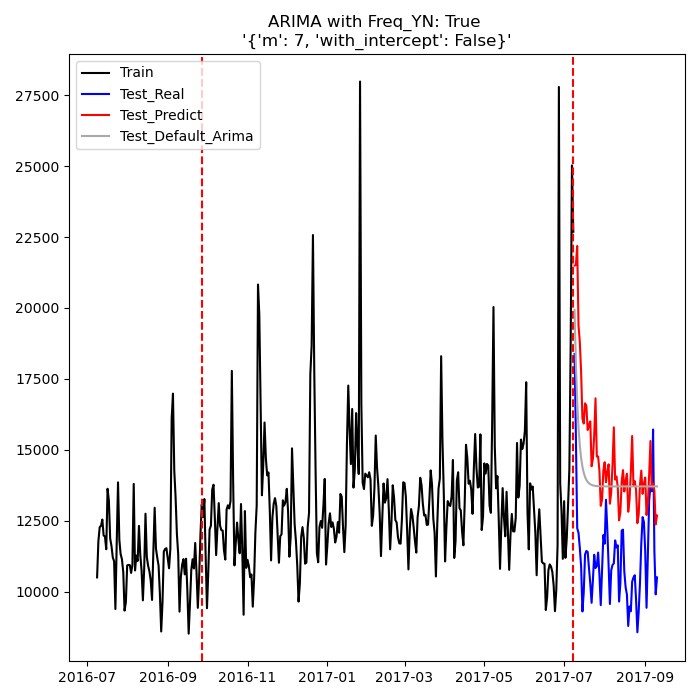 ARIMA with Freq_YN: True
'{'m': 7, 'with_intercept': False}'
Train
Test_Real
Test_Predict
Test_Default_Arima
27500
25000
22500
20000
17500
15000
12500
10000
2016-07 2016-09 2016-11 2017-01 2017-03 2017-05 2017-07 2017-09